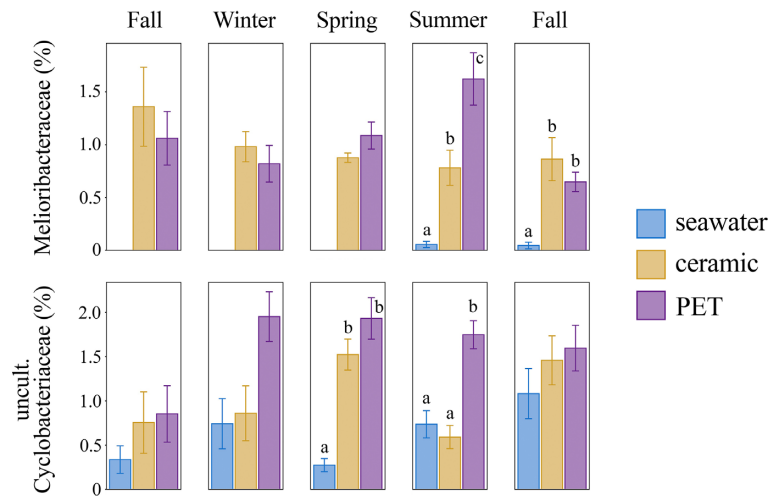 Fall Winter Spring Summer Fall
Melioribacteraceae (%)
1.5
1.0
0.5
0
a b c
a b b
uncult.
Cyclobacteriaceae (%)
2.0
1.5
1.0
0.5
0
a b b
a a b
seawater
ceramic
PET